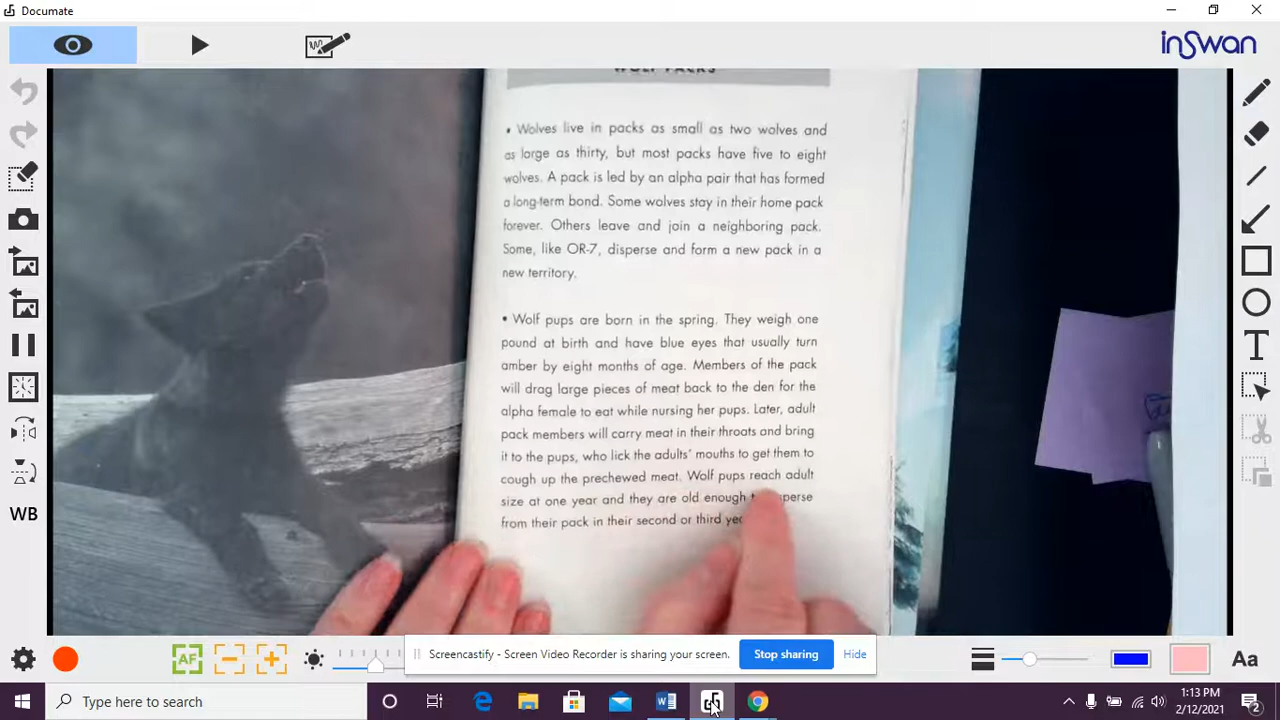 Documate
inSwan
WOLF PACKS
• Wolves live in packs as small as two wolves and
as large as thirty, but most packs have five to eight
wolves. A pack is led by an alpha pair that has formed
a long-term bond. Some wolves stay in their home pack
forever. Others leave and join a neighboring pack.
Some, like OR-7, disperse and form a new pack in a
new territory.
• Wolf pups are born in the spring. They weigh one
pound at birth and have blue eyes that usually turn
amber by eight months of age. Members of the pack
will drag large pieces of meat back to the den for the
alpha female to eat while nursing her pups. Later, adult
pack members will carry meat in their throats and bring
it to the pups, who lick the adults' mouths to get them to
cough up the prechewed meat. Wolf pups reach adult
size at one year and they are old enough
from their pack in their second or third
T
WB
AF
Screencastify - Screen Video Recorder is sharing your screen.
Stop sharing
Hide
Aa
Type here to search
1:13 PM
2/12/2021
2